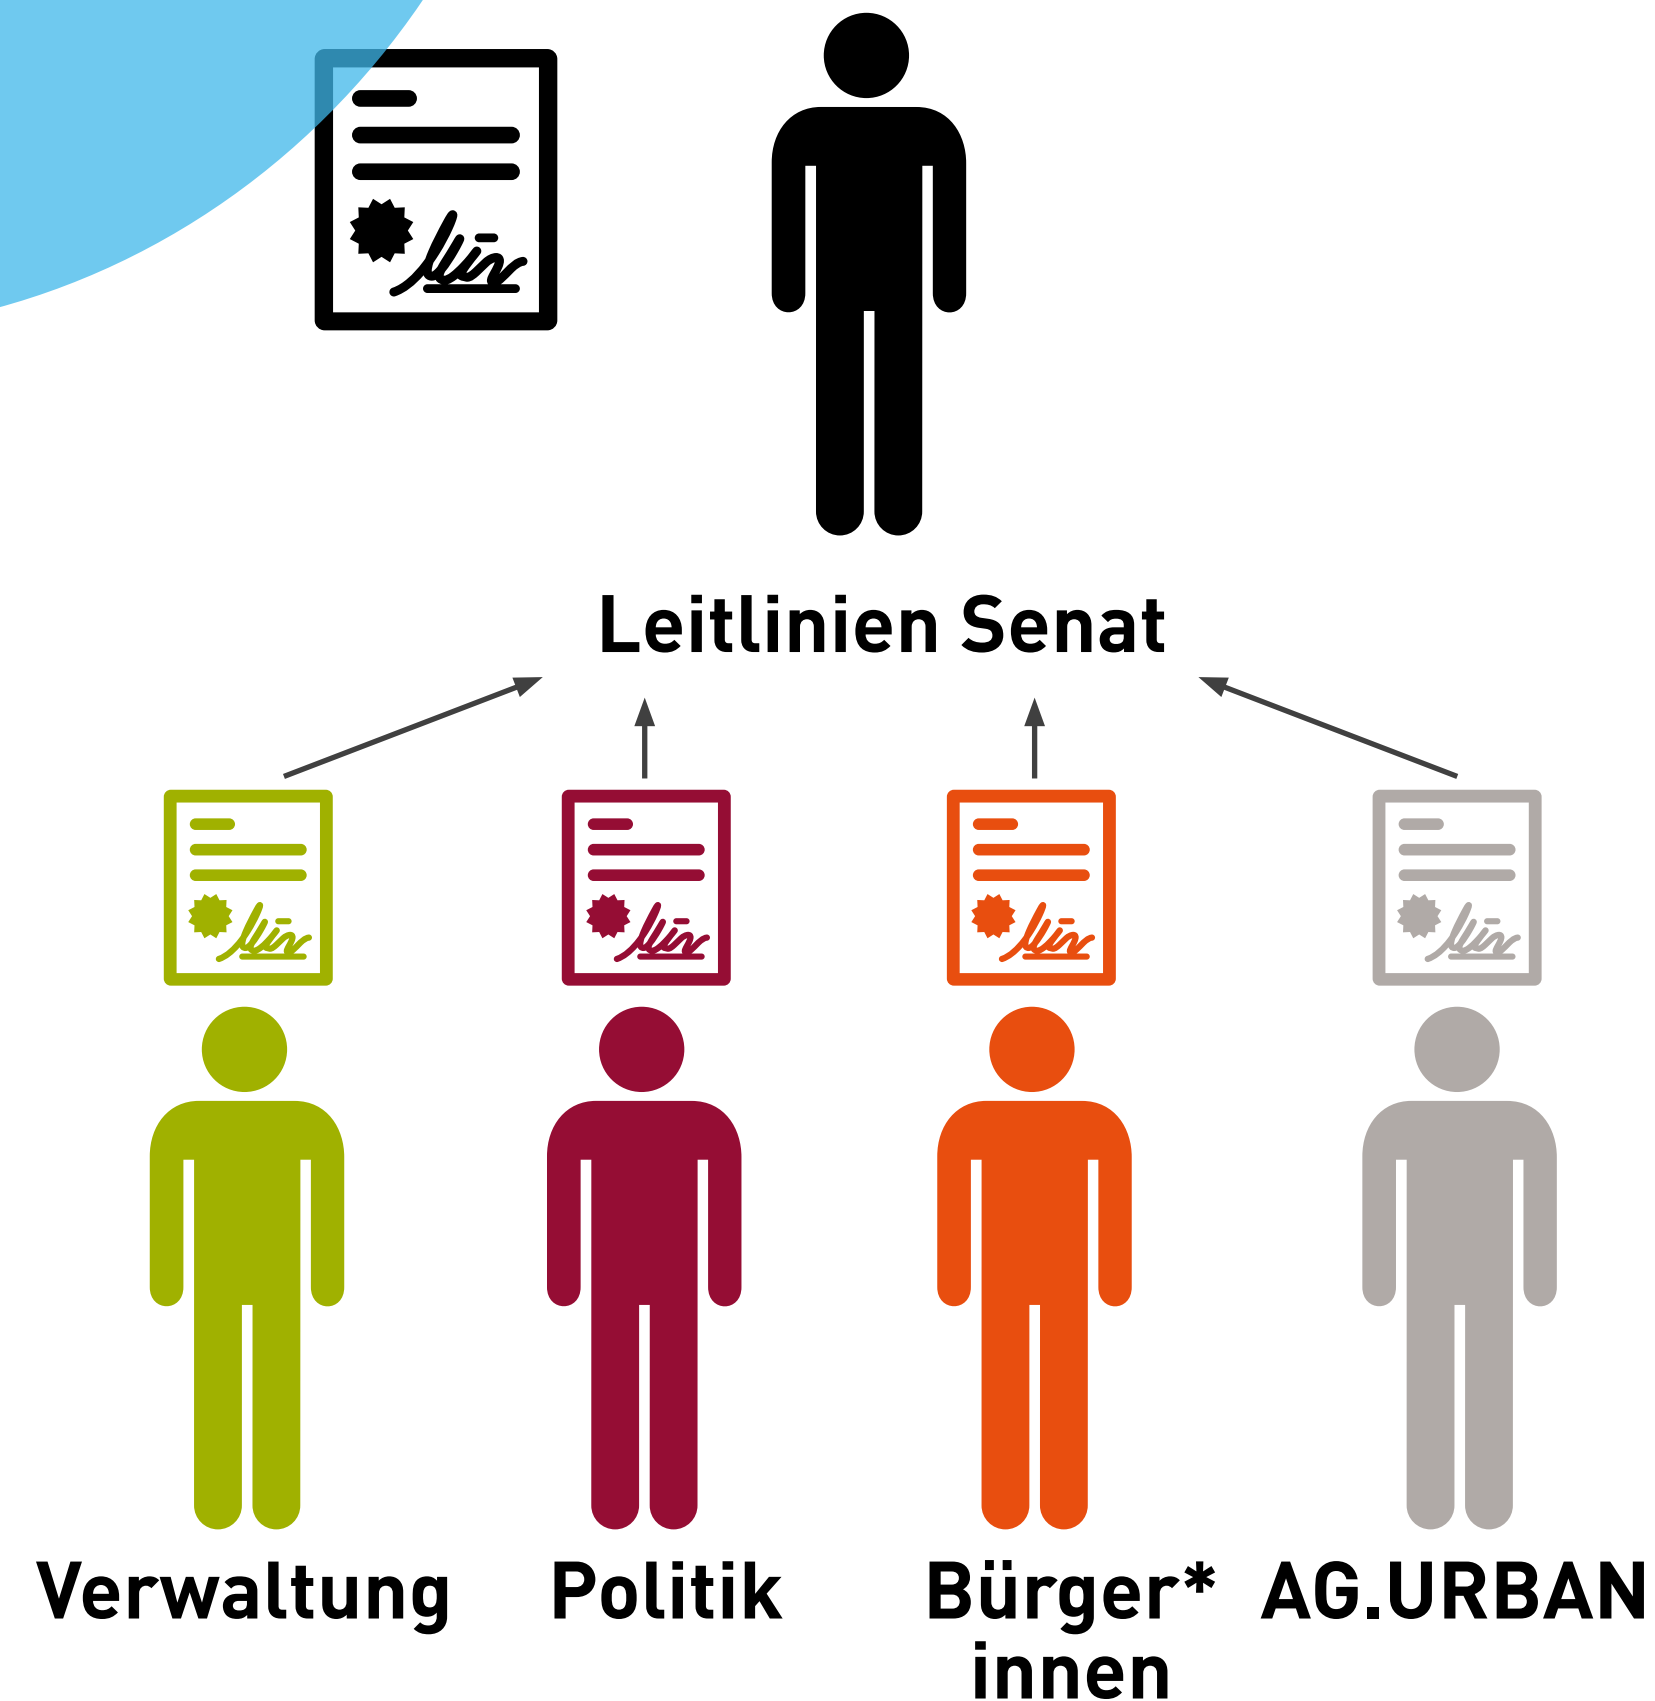 Leitlinien Senat
Verwaltung
Politik
Bürger*
innen
AG.URBAN